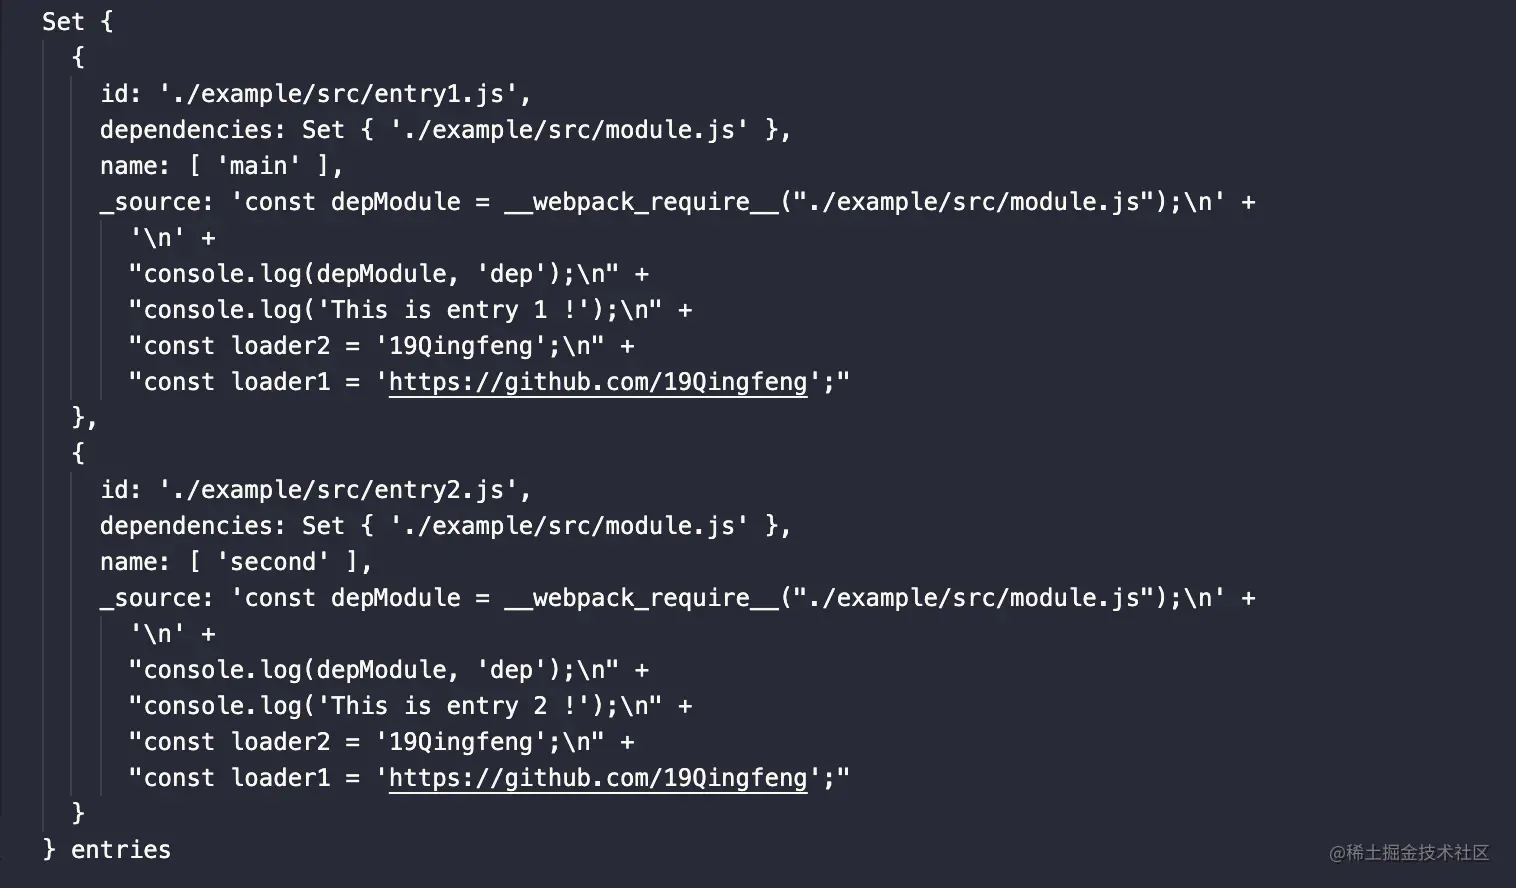 Set {
  {
    id: './example/src/entry1.js',
    dependencies: Set { './example/src/module.js' },
    name: [ 'main' ],
    _source: 'const depModule = __webpack_require__("./example/src/module.js");\n' +
      '\n' +
      "console.log(depModule, 'dep');\n" +
      "console.log('This is entry 1 !');\n" +
      "const loader2 = '19Qingfeng';\n" +
      "const loader1 = 'https://github.com/19Qingfeng';"
  },
  {
    id: './example/src/entry2.js',
    dependencies: Set { './example/src/module.js' },
    name: [ 'second' ],
    _source: 'const depModule = __webpack_require__("./example/src/module.js");\n' +
      '\n' +
      "console.log(depModule, 'dep');\n" +
      "console.log('This is entry 2 !');\n" +
      "const loader2 = '19Qingfeng';\n" +
      "const loader1 = 'https://github.com/19Qingfeng';"
  }
} entries
@稀土掘金技术社区